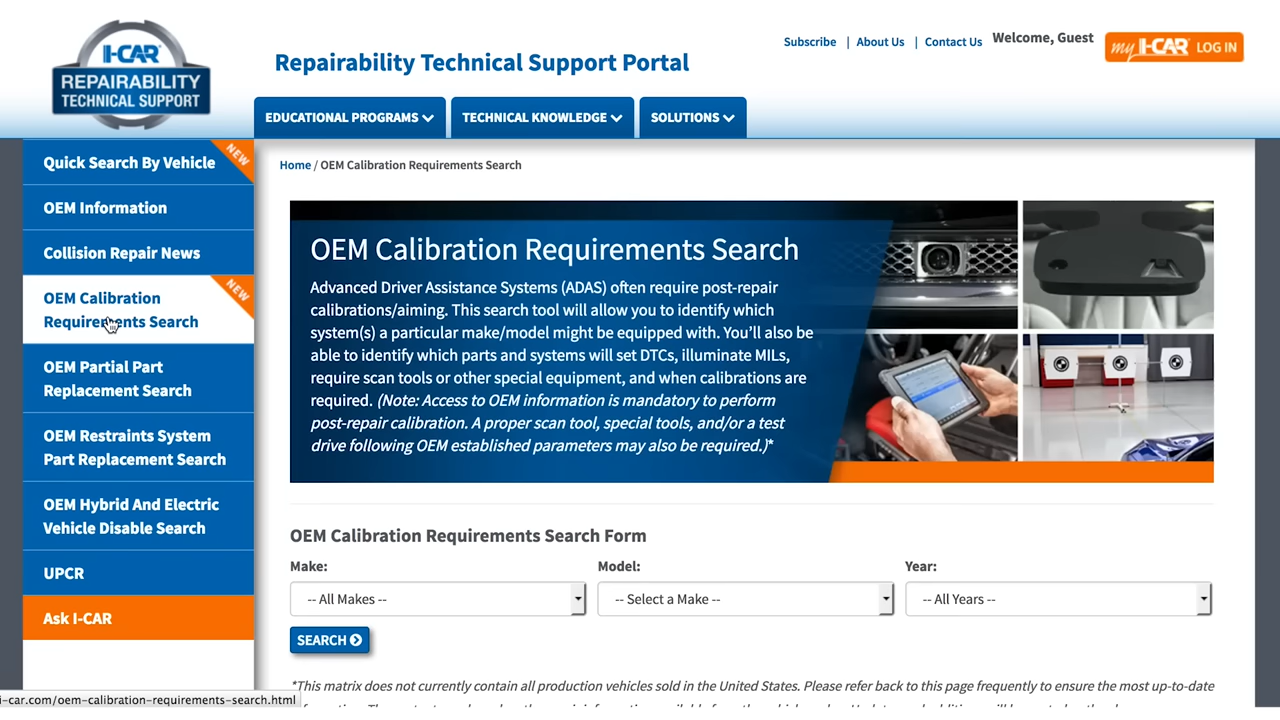 I-CAR
REPAIRABILITY
TECHNICAL SUPPORT
Repairability Technical Support Portal
Subscribe | About Us | Contact Us
Welcome, Guest
my I-CAR LOG IN
EDUCATIONAL PROGRAMS
TECHNICAL KNOWLEDGE
SOLUTIONS
Quick Search By Vehicle
NEW
OEM Information
Collision Repair News
OEM Calibration
Requirements Search
NEW
OEM Partial Part
Replacement Search
OEM Restraints System
Part Replacement Search
OEM Hybrid And Electric
Vehicle Disable Search
UPCR
Ask I-CAR
Home / OEM Calibration Requirements Search
OEM Calibration Requirements Search
Advanced Driver Assistance Systems (ADAS) often require post-repair
calibrations/aiming. This search tool will allow you to identify which
system(s) a particular make/model might be equipped with. You'll also be
able to identify which parts and systems will set DTCs, illuminate MILs,
require scan tools or other special equipment, and when calibrations are
required. (Note: Access to OEM information is mandatory to perform
post-repair calibration. A proper scan tool, special tools, and/or a test
drive following OEM established parameters may also be required.)*
OEM Calibration Requirements Search Form
Make:
Model:
Year:
-- All Makes --
-- Select a Make --
-- All Years --
SEARCH
*This matrix does not currently contain all production vehicles sold in the United States. Please refer back to this page frequently to ensure the most up-to-date
i-car.com/oem-calibration-requirements-search.html